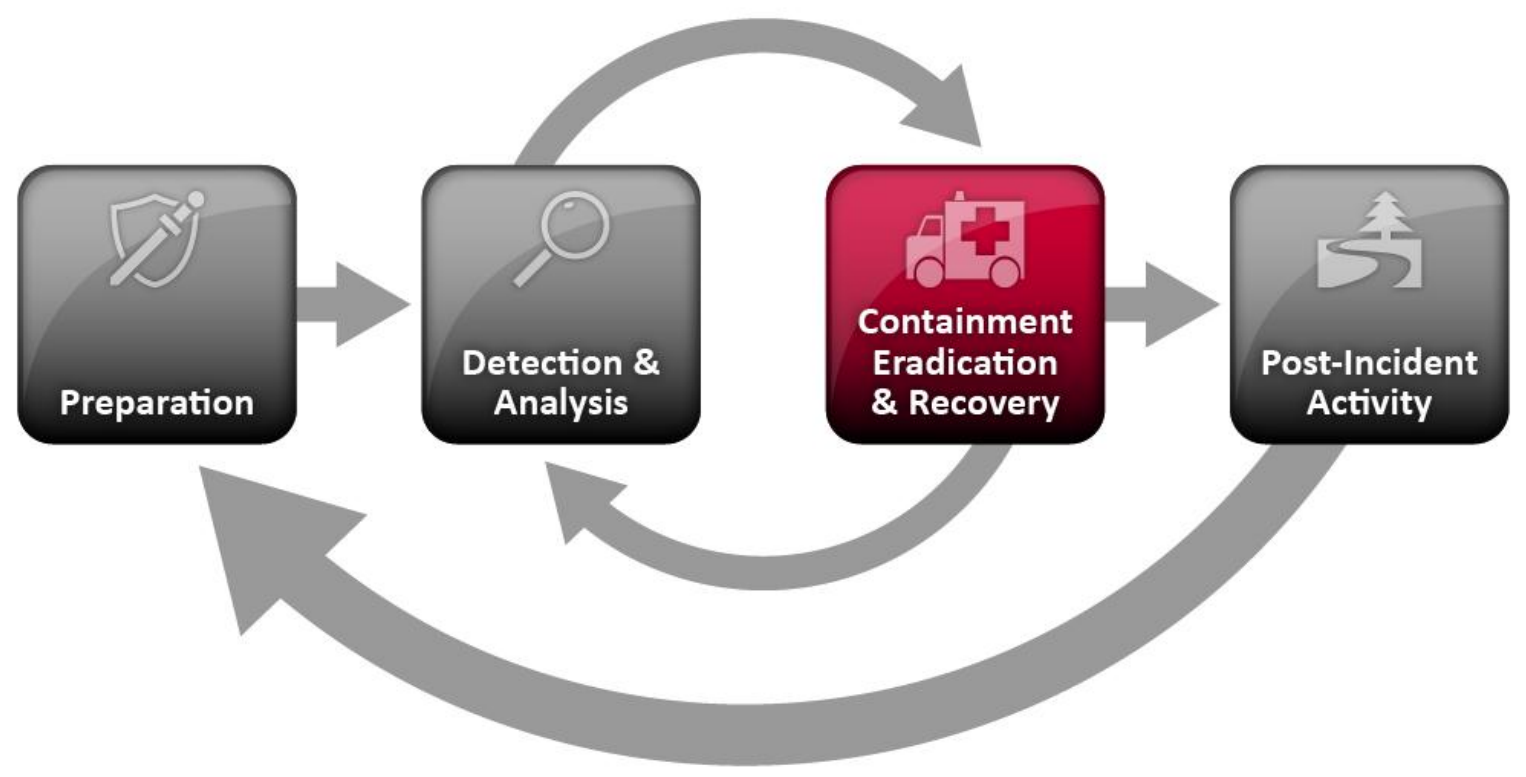 Preparation
Detection &
Analysis
Containment
Eradication
& Recovery
Post-Incident
Activity